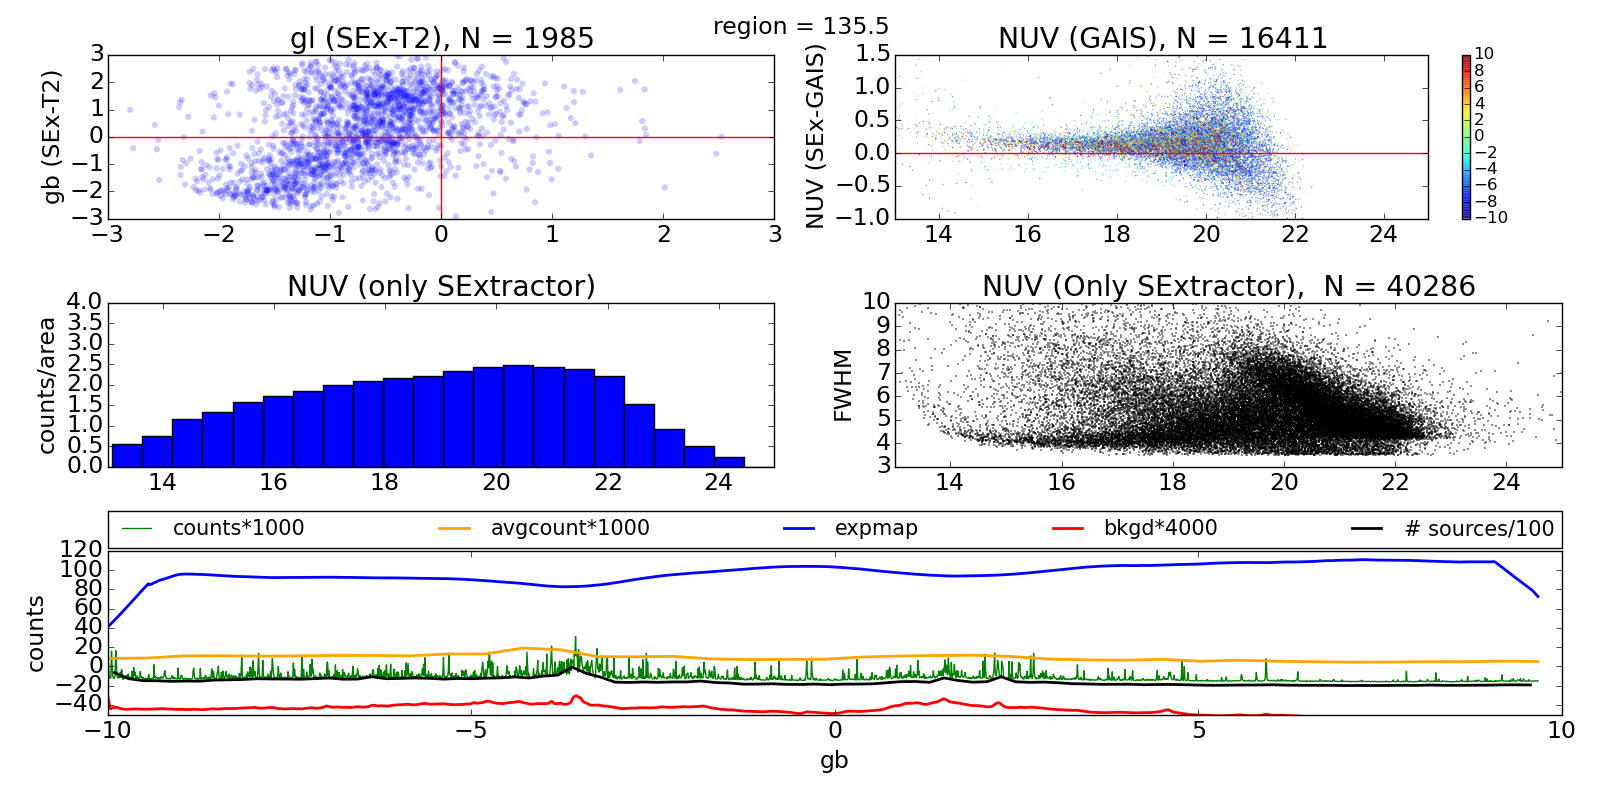 region = 135.5
gl (SEx-T2), N = 1985
gb (SEx-T2)
3
2
1
0
−1
−2
−3
−3 −2 −1 0 1 2 3
NUV (GAIS), N = 16411
NUV (SEx-GAIS)
1.5
1.0
0.5
0.0
−0.5
−1.0
14 16 18 20 22 24
10
8
6
4
2
0
−2
−4
−6
−8
−10
NUV (only SExtractor)
counts/area
4.0
3.5
3.0
2.5
2.0
1.5
1.0
0.5
0.0
14 16 18 20 22 24
NUV (Only SExtractor), N = 40286
FWHM
10
9
8
7
6
5
4
3
14 16 18 20 22 24
counts*1000 avgcount*1000 expmap bkgd*4000 # sources/100
counts
120
100
80
60
40
20
0
−20
−40
−10 −5 0 5 10
gb